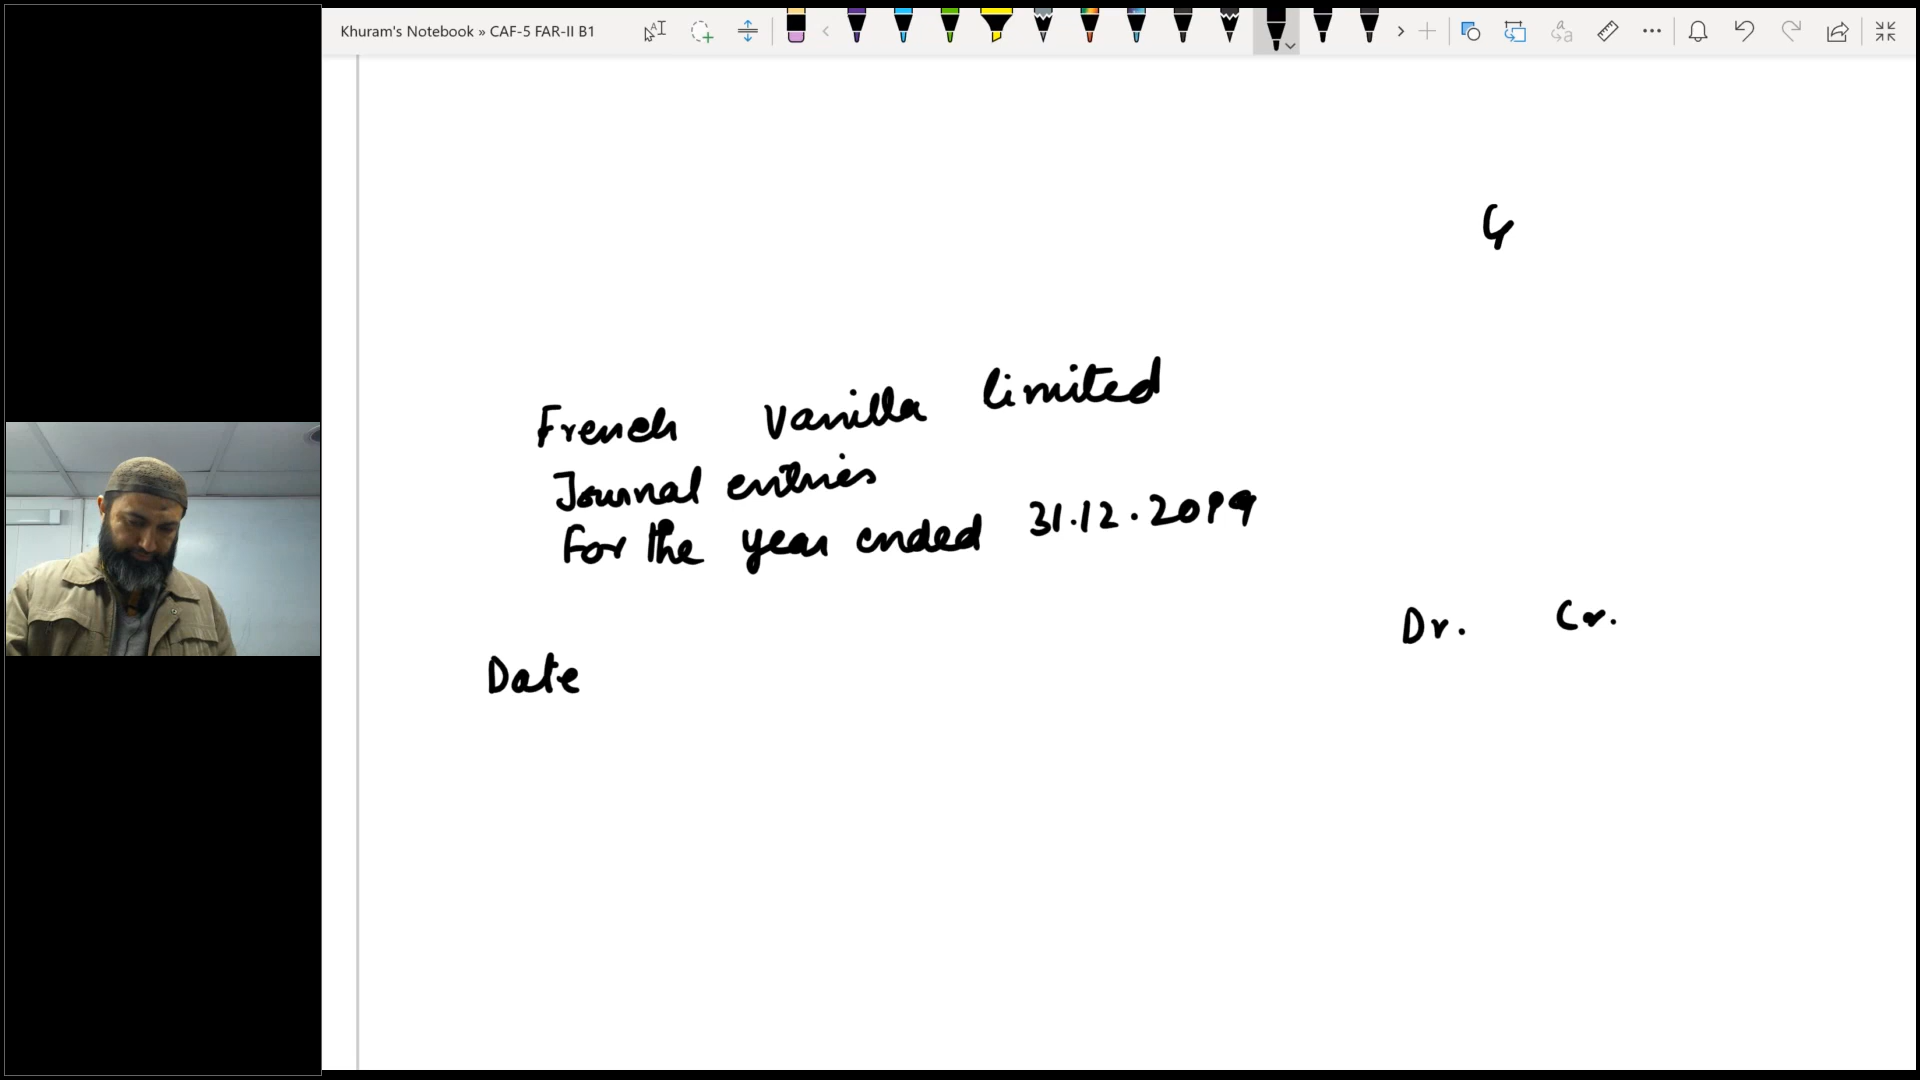 Khuram's Notebook » CAF-5 FAR-II B1
French Vanilla limited
Journal entries
For the year ended 31.12.2019
Dr. Cr.
Date